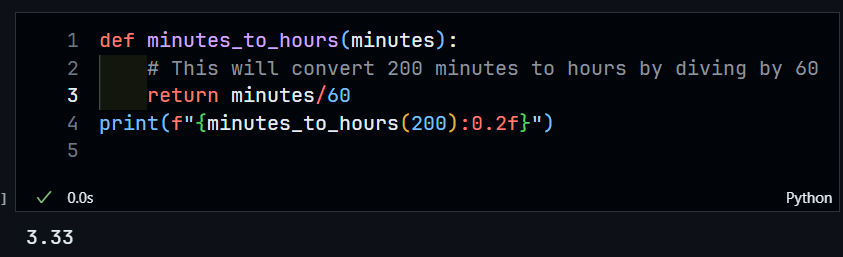 1 def minutes_to_hours(minutes):
2 # This will convert 200 minutes to hours by diving by 60
3 return minutes/60
4 print(f"{minutes_to_hours(200):0.2f}")
5
] ✓ 0.0s Python
3.33